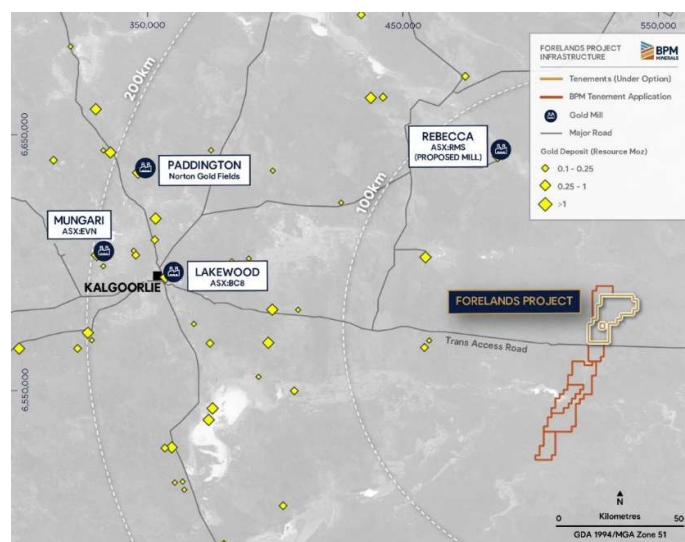 350,000
450,000
550,000
FORELANDS PROJECT
INFRASTRUCTURE
BPM
MINERALS
Tenements (Under Option)
BPM Tenement Application
Gold Mill
Major Road
Gold Deposit (Resource Moz)
0.1 - 0.25
0.25 - 1
>1
200km
6,650,000
REBECCA
ASX:RMS
(PROPOSED MILL)
PADDINGTON
Norton Gold Fields
100km
MUNGARI
ASX:EVN
LAKEWOOD
ASX:BC8
KALGOORLIE
FORELANDS PROJECT
Trans Access Road
6,550,000
N
Kilometres
0
50
GDA 1994/MGA Zone 51